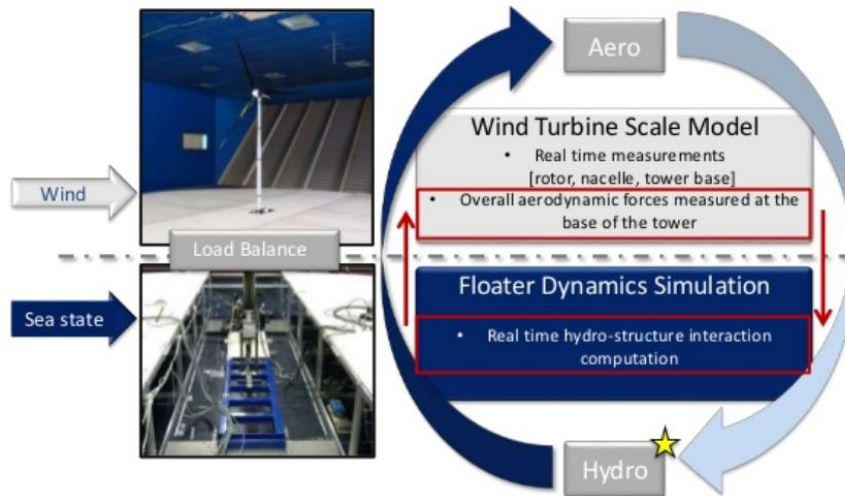 Aero
Wind Turbine Scale Model
• Real time measurements
[rotor, nacelle, tower base]
• Overall aerodynamic forces measured at the
base of the tower
Wind
Load Balance
Sea state
Floater Dynamics Simulation
• Real time hydro-structure interaction
computation
Hydro